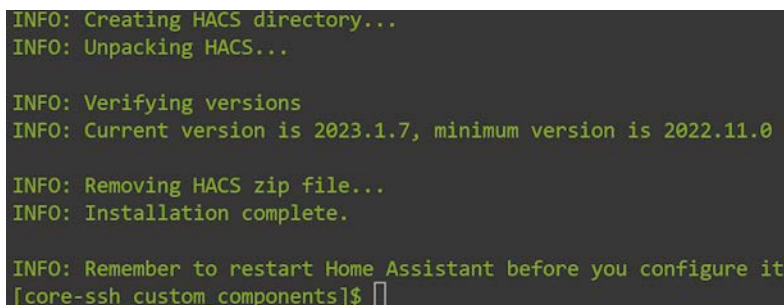 INFO: Creating HACS directory...
INFO: Unpacking HACS...
INFO: Verifying versions
INFO: Current version is 2023.1.7, minimum version is 2022.11.0
INFO: Removing HACS zip file...
INFO: Installation complete.
INFO: Remember to restart Home Assistant before you configure it
[core-ssh custom_components]$